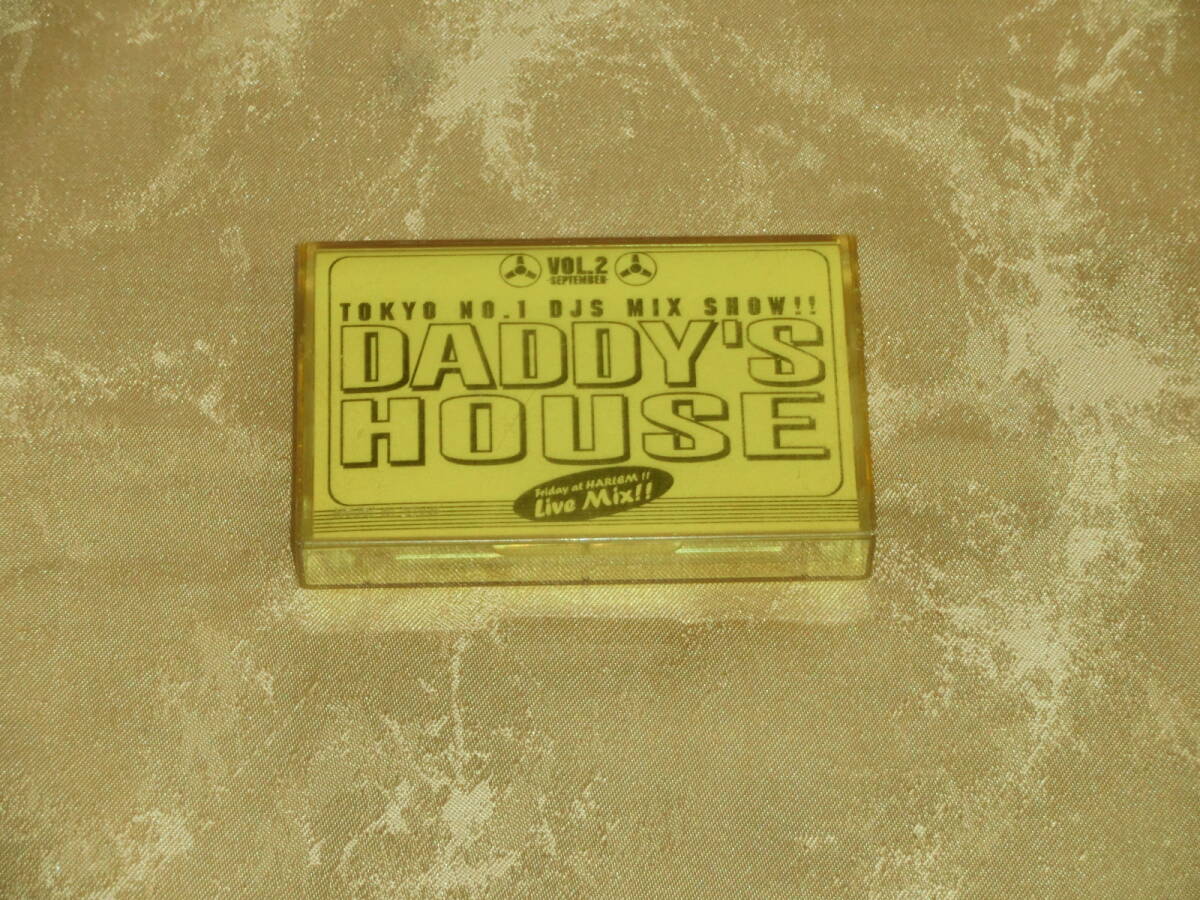 VOL.2
SEPTEMBER
TOKYO NO.1 DJS MIX SHOW!!
DADDY'S
HOUSE
Friday at HARLEM!!
Live Mix!!